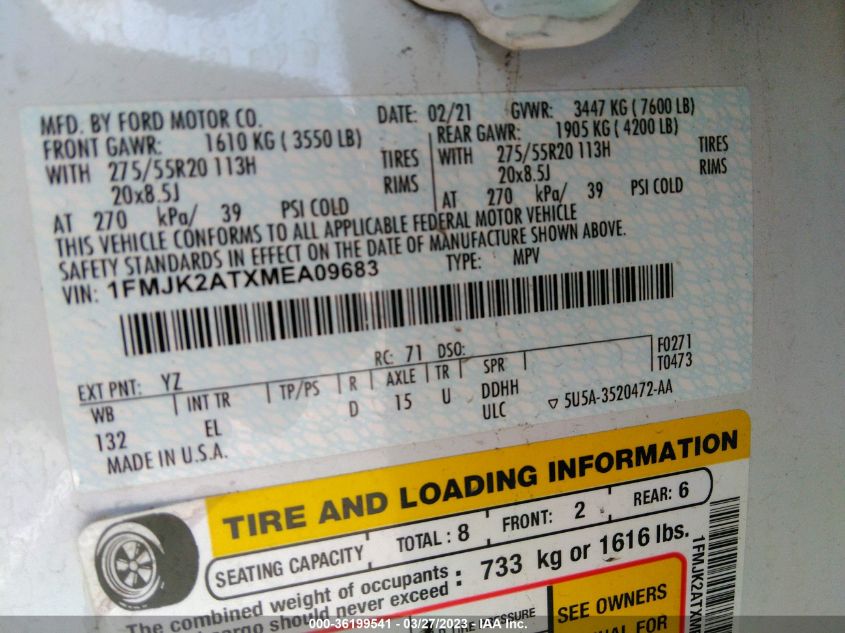 MFD. BY FORD MOTOR CO. DATE: 02/21 GVWR: 3447 KG ( 7600 LB)
FRONT GAWR: 1610 KG ( 3550 LB) REAR GAWR: 1905 KG ( 4200 LB)
WITH 275/55R20 113H TIRES WITH 275/55R20 113H TIRES
20x8.5J RIMS 20x8.5J RIMS
AT 270 kPa/ 39 PSI COLD AT 270 kPa/ 39 PSI COLD
THIS VEHICLE CONFORMS TO ALL APPLICABLE FEDERAL MOTOR VEHICLE
SAFETY STANDARDS IN EFFECT ON THE DATE OF MANUFACTURE SHOWN ABOVE.
VIN: 1FMJK2ATXMEA09683 TYPE: MPV
EXT PNT: YZ RC: 71 DSO: F0271
WB INT TR TP/PS R AXLE TR SPR T0473
132 EL D 15 U DDHH
ULC ▽ 5U5A-3520472-AA
MADE IN U.S.A.
TIRE AND LOADING INFORMATION
SEATING CAPACITY TOTAL : 8 FRONT: 2 REAR: 6
The combined weight of occupants
cargo should never exceed : 733 kg or 1616 lbs.
TIRE PRESSURE SEE OWNERS
FOR
1FMJK2ATXM
000-36199541 - 03/27/2023 - IAA Inc.